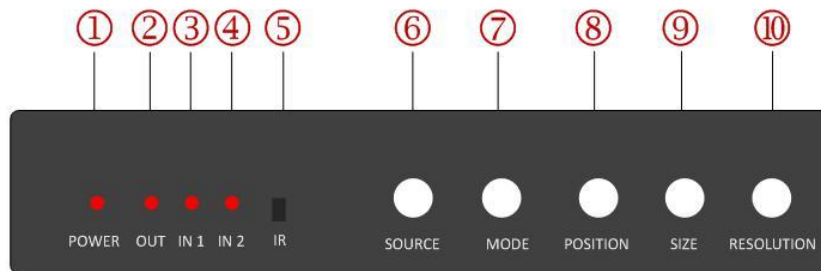 ① ② ③ ④ ⑤ ⑥ ⑦ ⑧ ⑨ ⑩
POWER OUT IN 1 IN 2 IR SOURCE MODE POSITION SIZE RESOLUTION